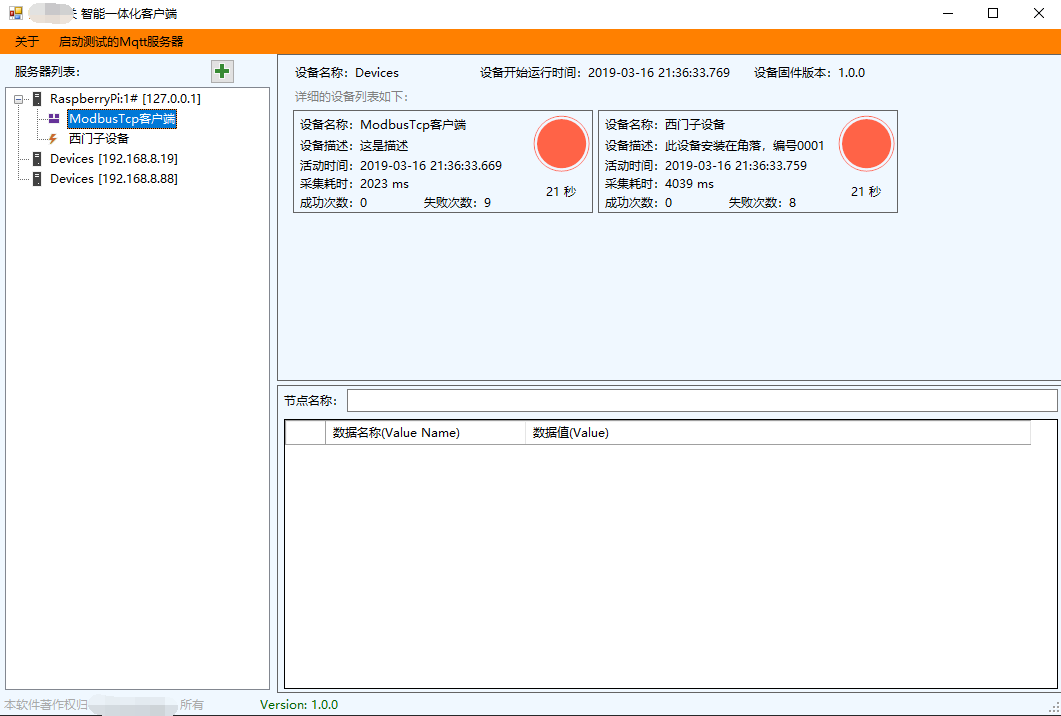 智能一体化客户端
关于 启动测试的Mqtt服务器
服务器列表：
RaspberryPi:1# [127.0.0.1]
ModbusTcp客户端
西门子设备
Devices [192.168.8.19]
Devices [192.168.8.88]
设备名称：Devices 设备开始运行时间：2019-03-16 21:36:33.769 设备固件版本：1.0.0
详细的设备列表如下：
设备名称：ModbusTcp客户端
设备描述：这是描述
活动时间：2019-03-16 21:36:33.669
采集耗时：2023 ms
成功次数：0 失败次数：9
21 秒
设备名称：西门子设备
设备描述：此设备安装在角落，编号0001
活动时间：2019-03-16 21:36:33.759
采集耗时：4039 ms
成功次数：0 失败次数：8
21 秒
节点名称：
数据名称(Value Name) 数据值(Value)
本软件著作权归 所有 Version: 1.0.0